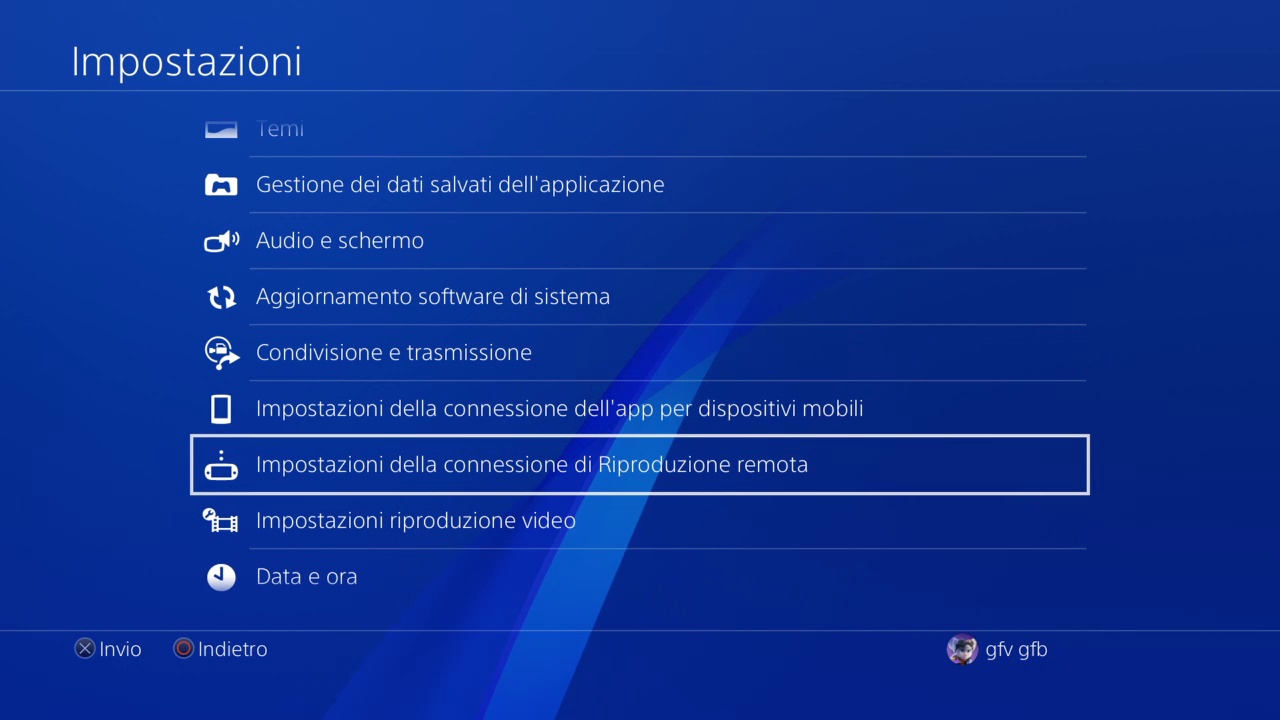 Impostazioni
Temi
Gestione dei dati salvati dell'applicazione
Audio e schermo
Aggiornamento software di sistema
Condivisione e trasmissione
Impostazioni della connessione dell'app per dispositivi mobili
Impostazioni della connessione di Riproduzione remota
Impostazioni riproduzione video
Data e ora
Invio Indietro gfv gfb